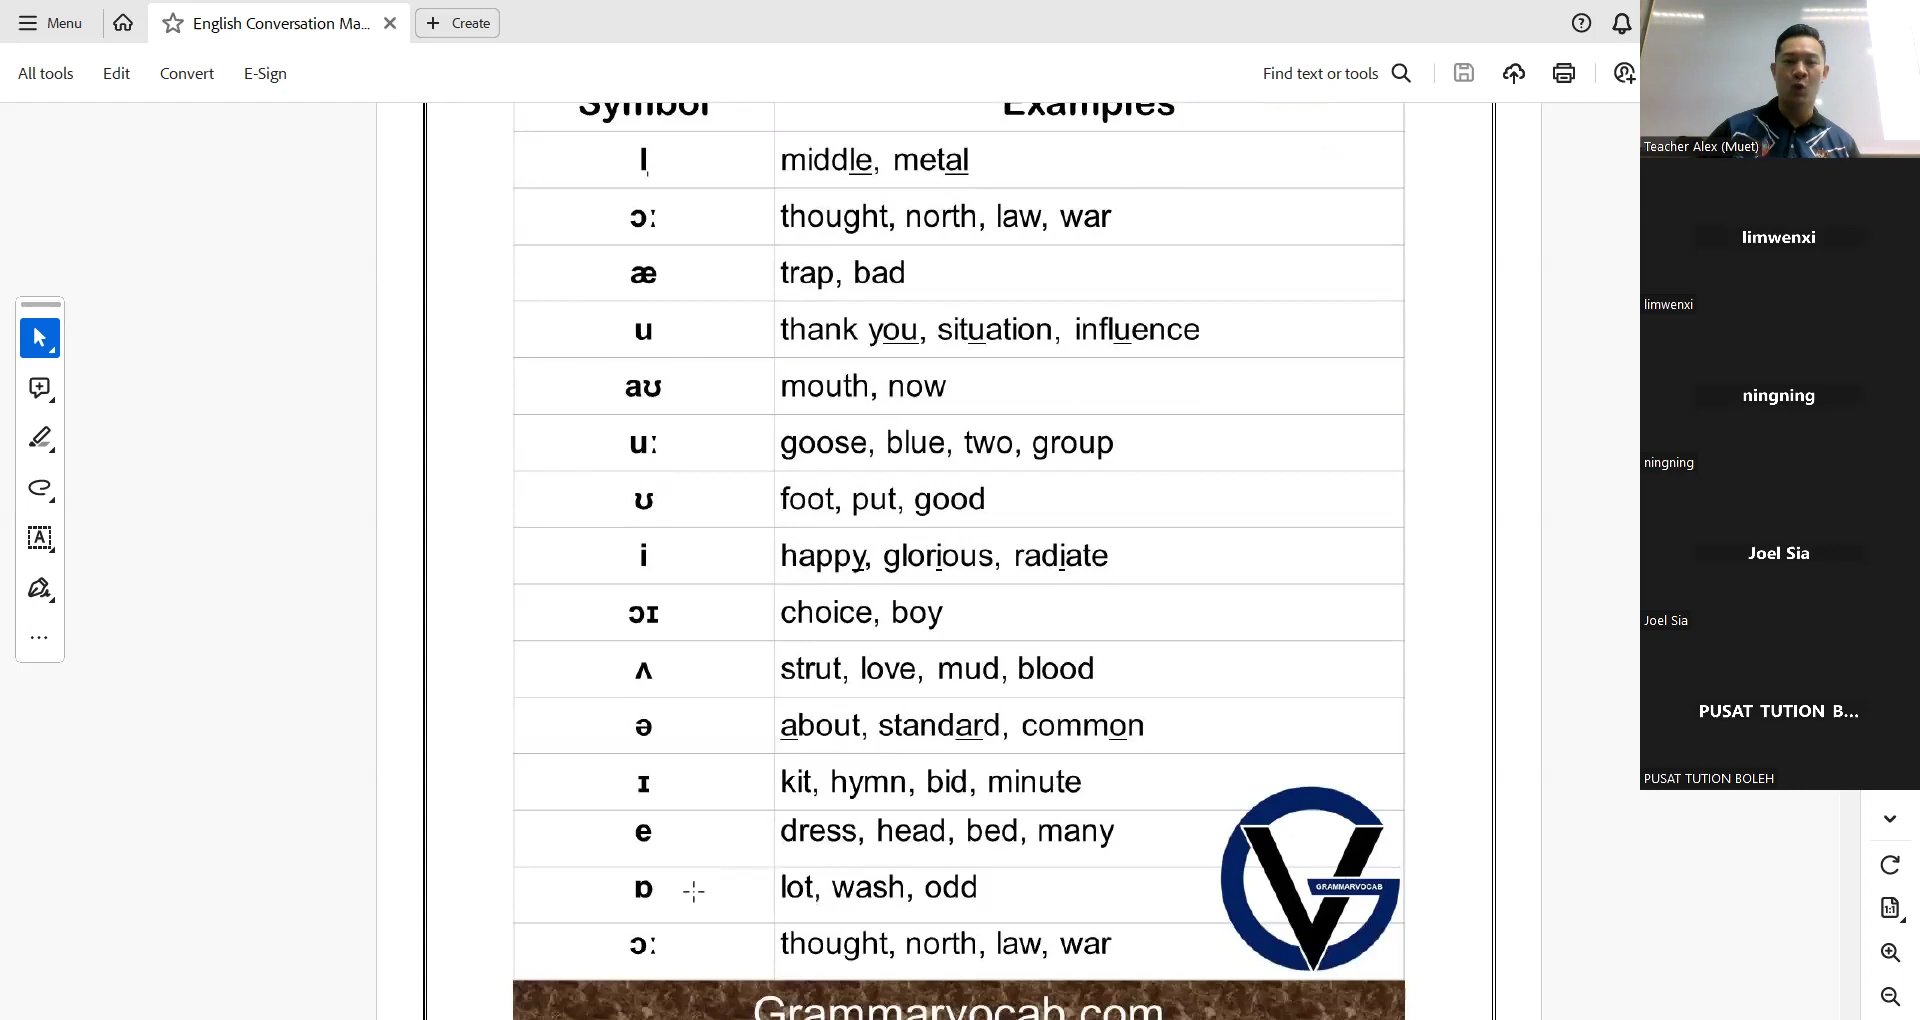 Menu
English Conversation Ma...
Create
All tools
Edit
Convert
E-Sign
Find text or tools
Symbol Examples
l̩ middle, metal
ɔː thought, north, law, war
æ trap, bad
u thank you, situation, influence
aʊ mouth, now
uː goose, blue, two, group
ʊ foot, put, good
i happy, glorious, radiate
ɔɪ choice, boy
ʌ strut, love, mud, blood
ə about, standard, common
ɪ kit, hymn, bid, minute
e dress, head, bed, many
ɒ lot, wash, odd
ɔː thought, north, law, war
GRAMMARVOCAB
Grammarvocab.com
Teacher Alex (Muet)
limwenxi
limwenxi
ningning
ningning
Joel Sia
Joel Sia
PUSAT TUTION B...
PUSAT TUTION BOLEH